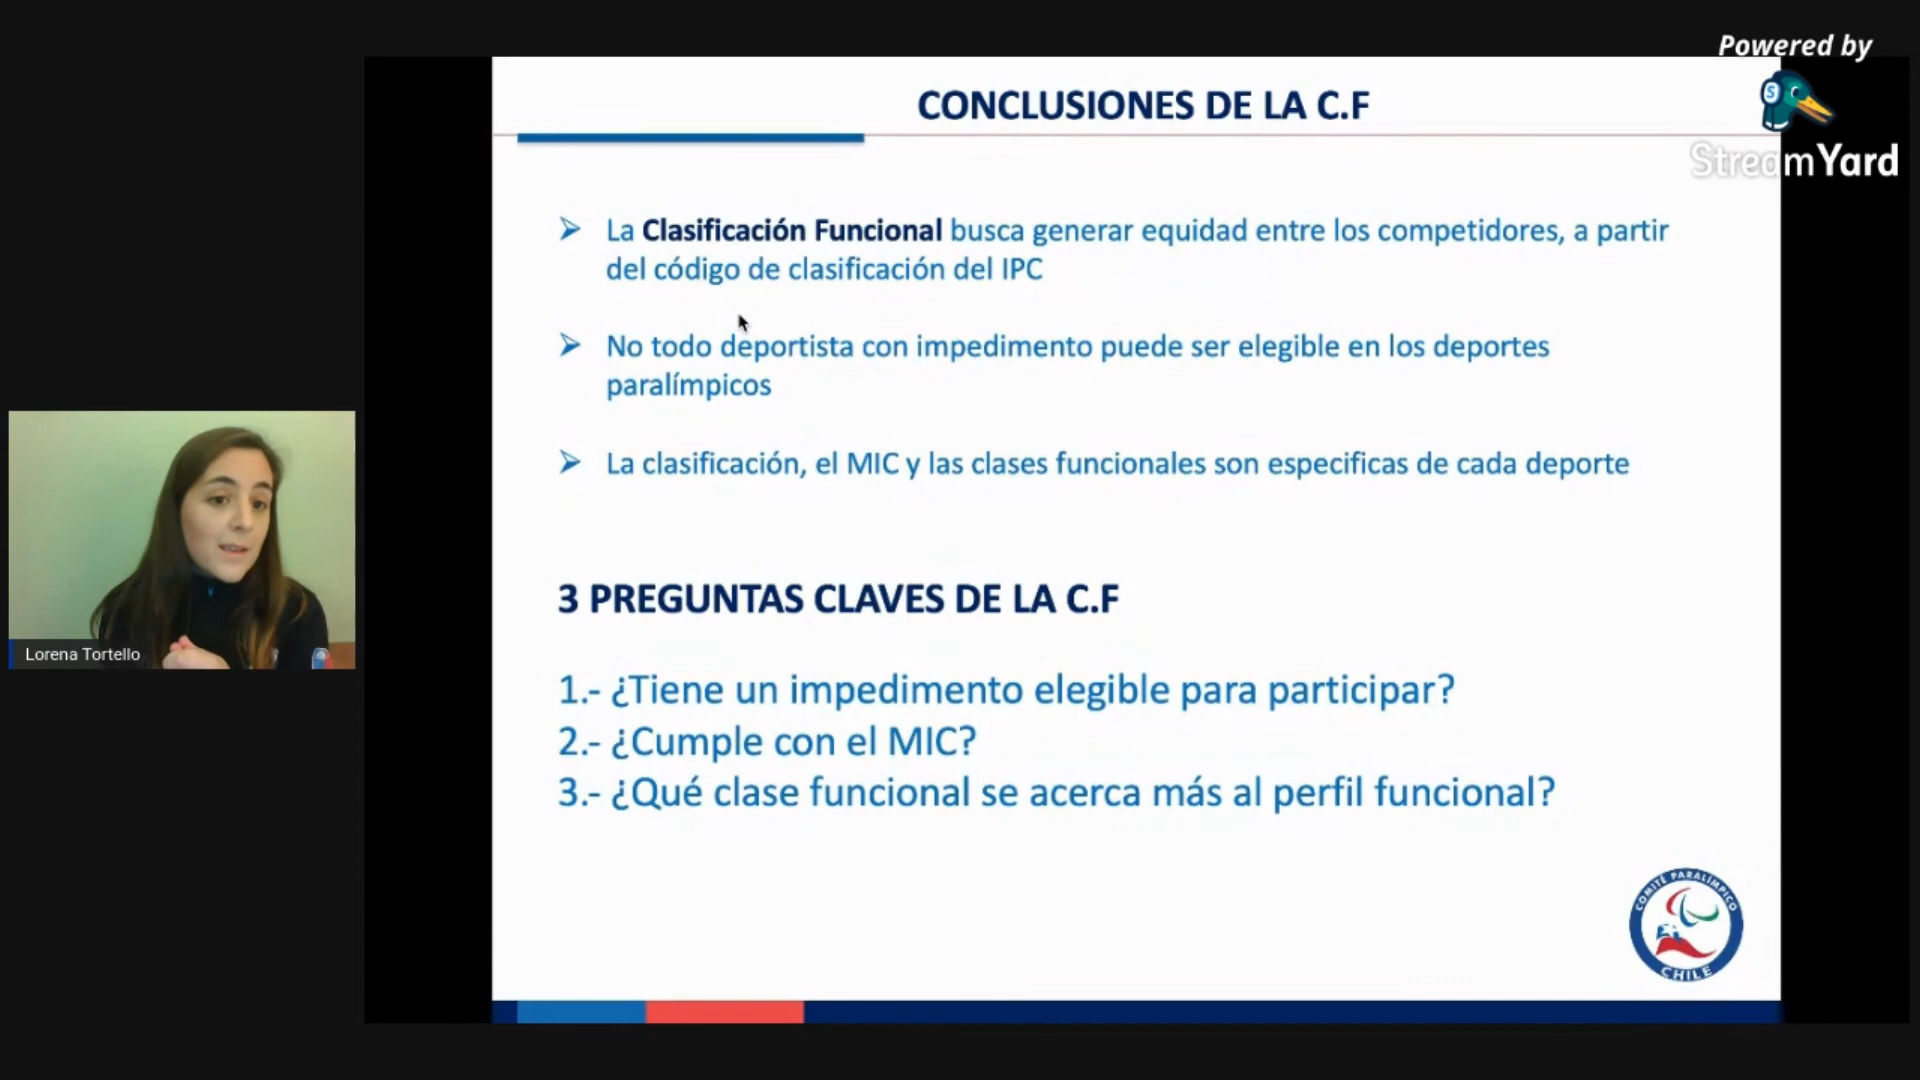 Powered by
StreamYard
CONCLUSIONES DE LA C.F
La Clasificación Funcional busca generar equidad entre los competidores, a partir
del código de clasificación del IPC
No todo deportista con impedimento puede ser elegible en los deportes
paralímpicos
La clasificación, el MIC y las clases funcionales son especificas de cada deporte
3 PREGUNTAS CLAVES DE LA C.F
1.- ¿Tiene un impedimento elegible para participar?
2.- ¿Cumple con el MIC?
3.- ¿Qué clase funcional se acerca más al perfil funcional?
Lorena Tortello
COMITÉ PARALÍMPICO
CHILE